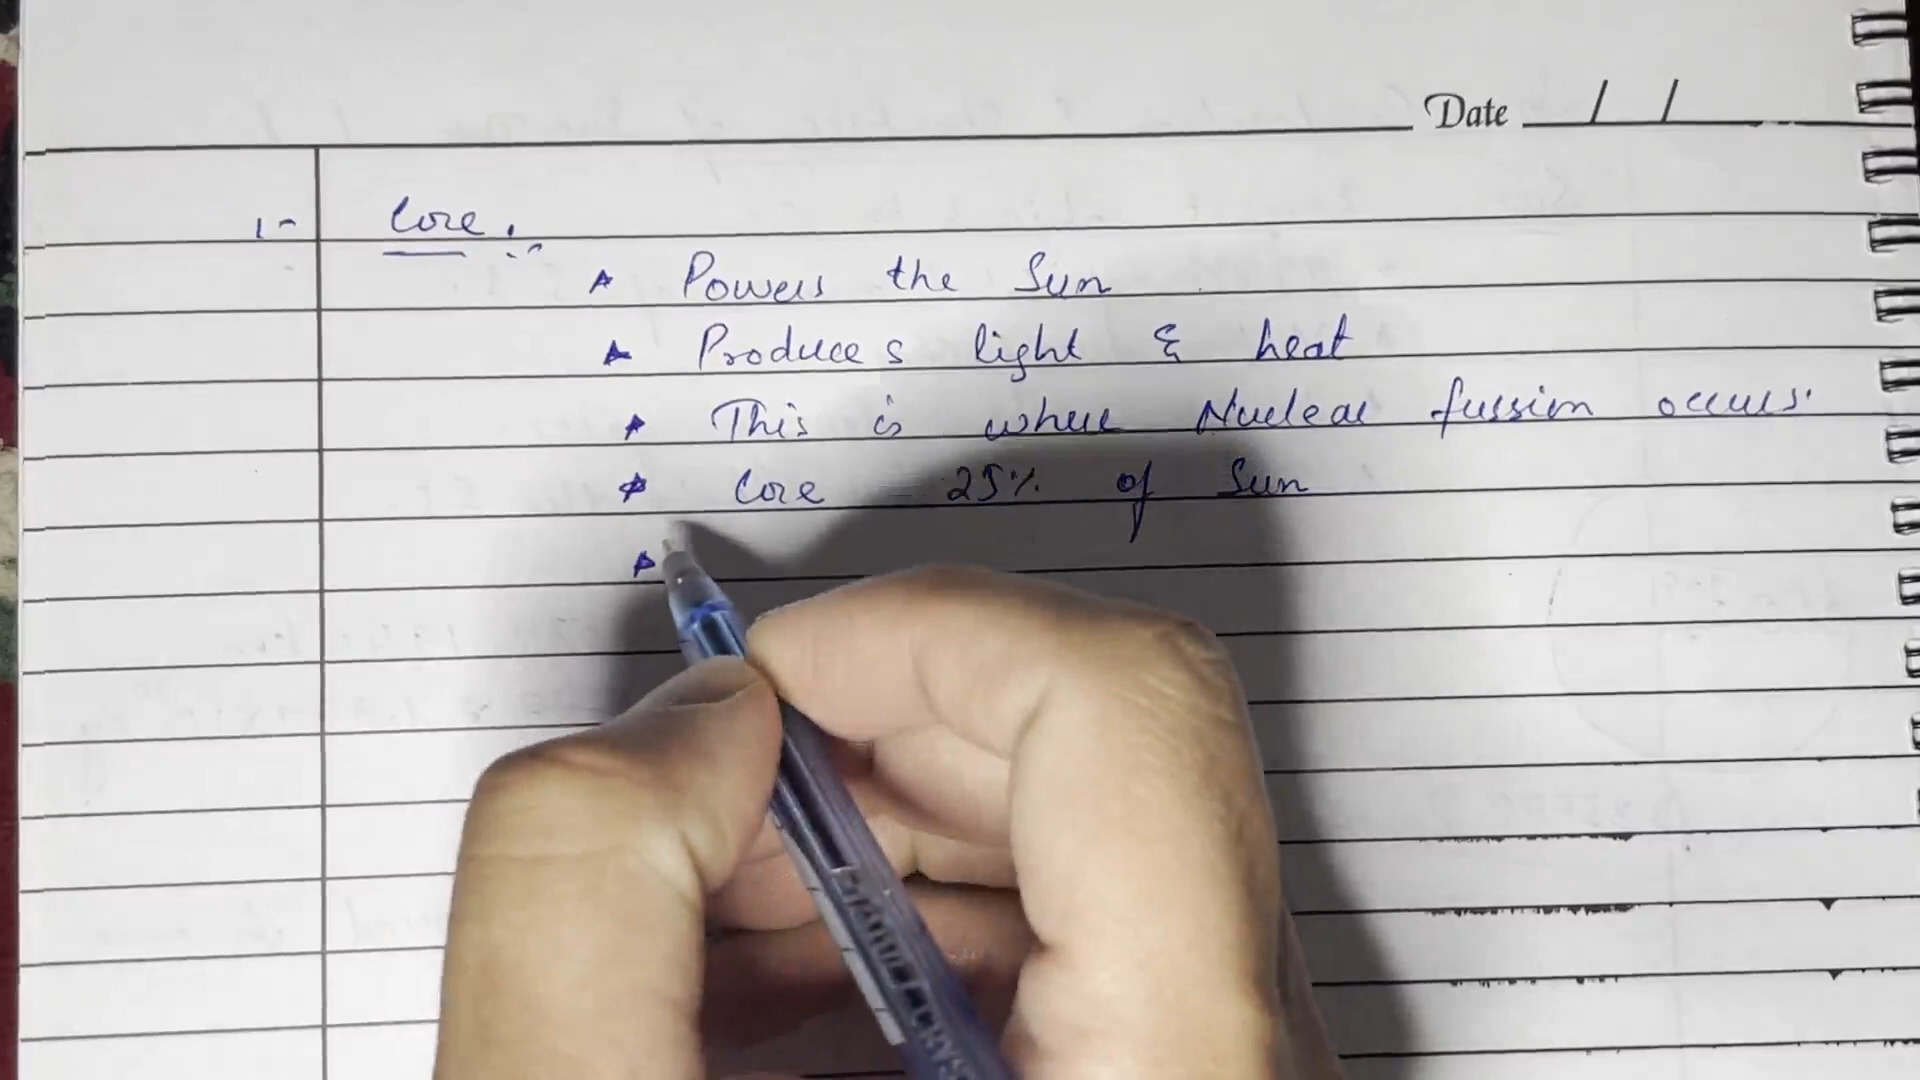 Date / /
1- Core :-
Powers the Sun
Produces light & heat
This is where Nuclear fussion occurs.
Core 25% of Sun